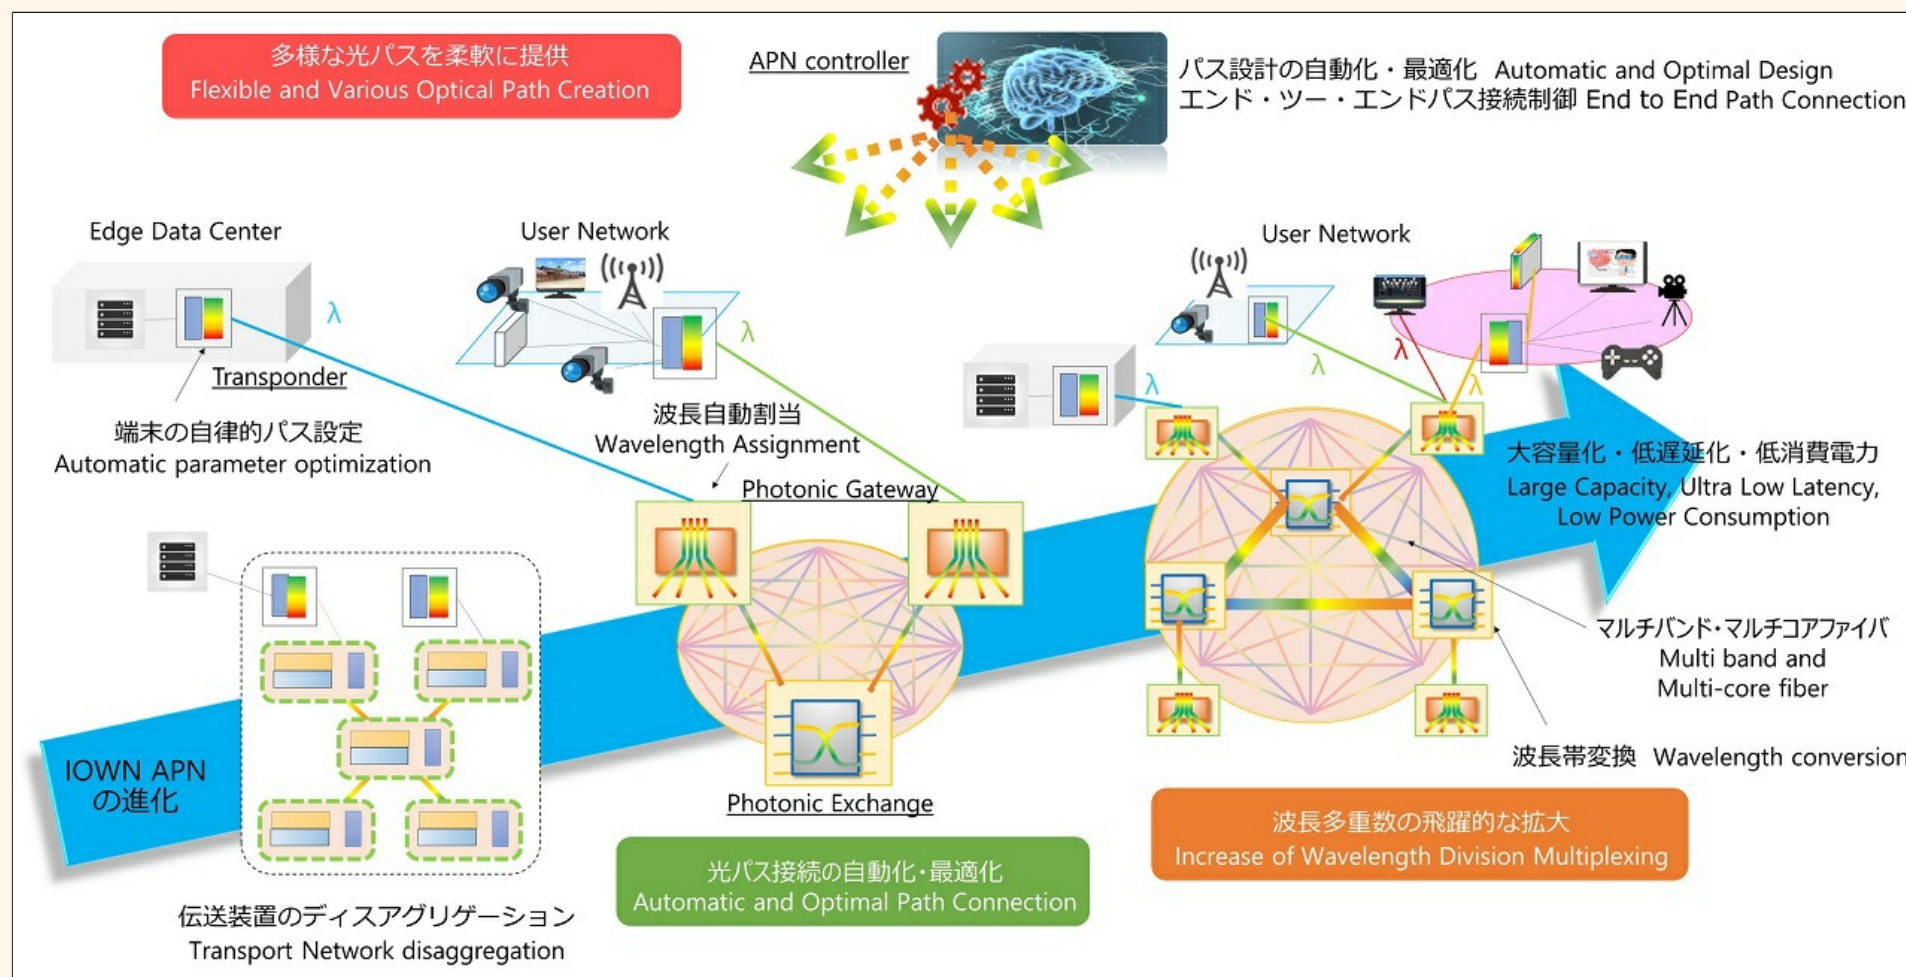 多様な光パスを柔軟に提供
Flexible and Various Optical Path Creation
APN controller
パス設計の自動化・最適化 Automatic and Optimal Design
エンド・ツー・エンドパス接続制御 End to End Path Connection
Edge Data Center
λ
Transponder
端末の自律的パス設定
Automatic parameter optimization
User Network
λ
波長自動割当
Wavelength Assignment
Photonic Gateway
User Network
λ
λ
λ
λ
大容量化・低遅延化・低消費電力
Large Capacity, Ultra Low Latency,
Low Power Consumption
マルチバンド・マルチコアファイバ
Multi band and
Multi-core fiber
波長帯変換 Wavelength conversion
IOWN APN
の進化
Photonic Exchange
波長多重数の飛躍的な拡大
Increase of Wavelength Division Multiplexing
光パス接続の自動化・最適化
Automatic and Optimal Path Connection
伝送装置のディスアグリゲーション
Transport Network disaggregation